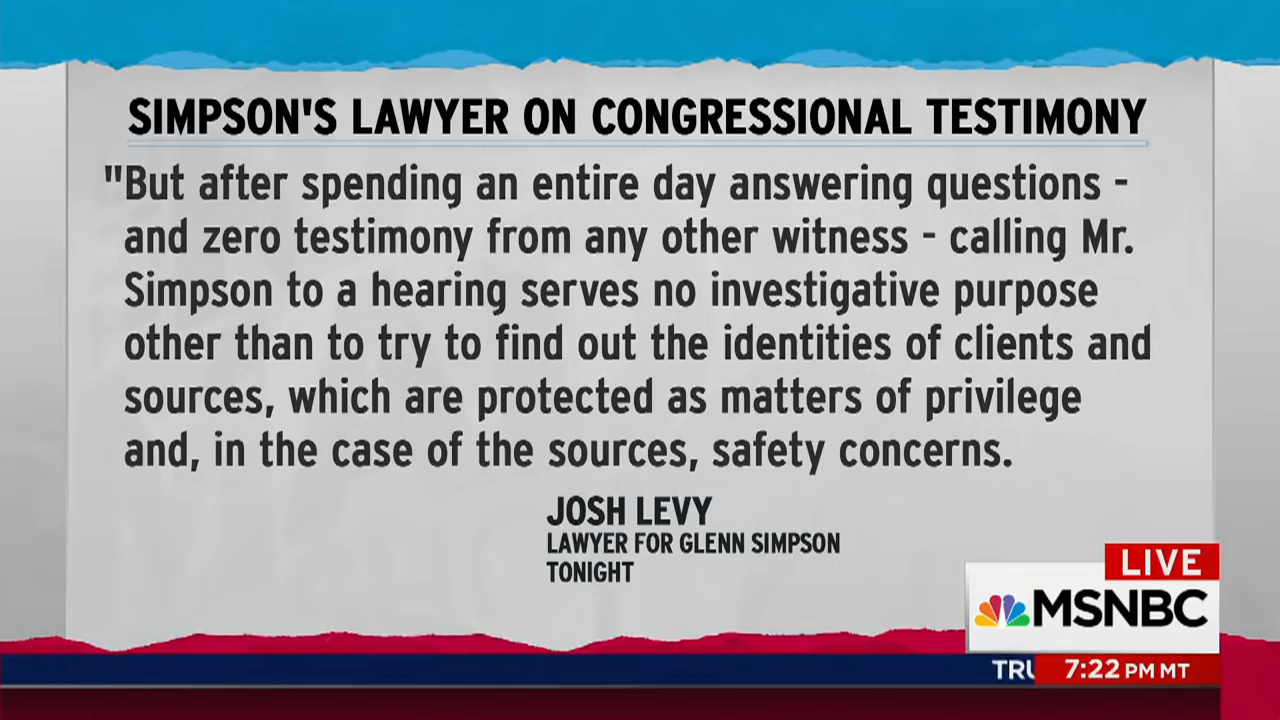 SIMPSON'S LAWYER ON CONGRESSIONAL TESTIMONY
"But after spending an entire day answering questions -
and zero testimony from any other witness - calling Mr.
Simpson to a hearing serves no investigative purpose
other than to try to find out the identities of clients and
sources, which are protected as matters of privilege
and, in the case of the sources, safety concerns.
JOSH LEVY
LAWYER FOR GLENN SIMPSON
TONIGHT
LIVE
MSNBC
TRU
7:22 PM MT